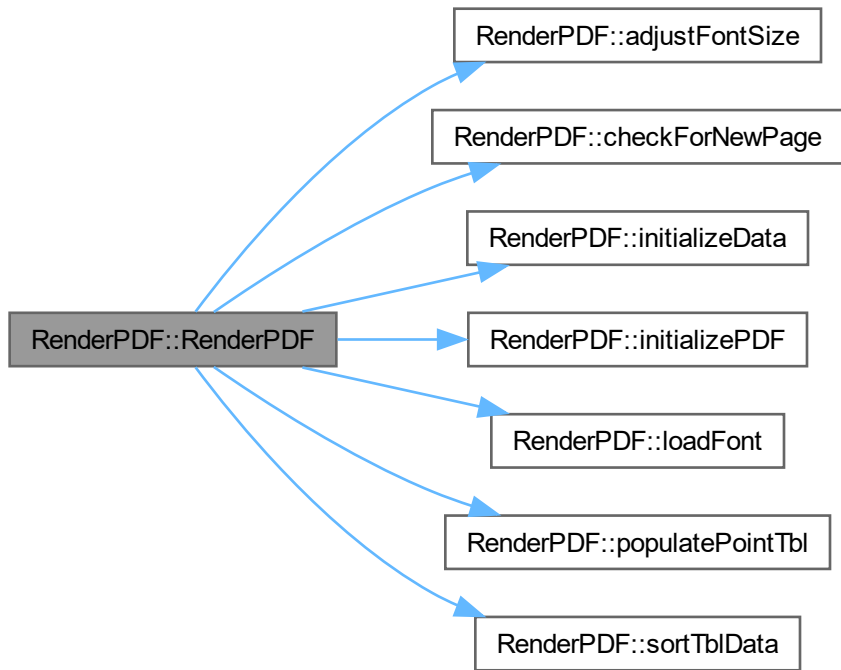 RenderPDF::adjustFontSize
RenderPDF::checkForNewPage
RenderPDF::initializeData
RenderPDF::RenderPDF
RenderPDF::initializePDF
RenderPDF::loadFont
RenderPDF::populatePointTbl
RenderPDF::sortTblData